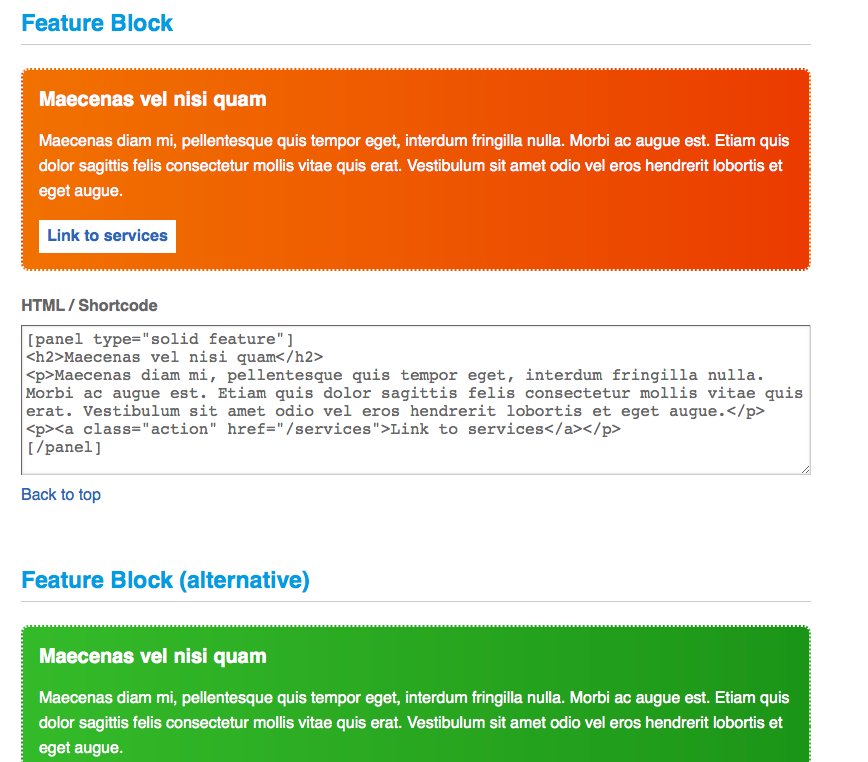 Feature Block
Maecenas vel nisi quam
Maecenas diam mi, pellentesque quis tempor eget, interdum fringilla nulla. Morbi ac augue est. Etiam quis
dolor sagittis felis consectetur mollis vitae quis erat. Vestibulum sit amet odio vel eros hendrerit lobortis et
eget augue.
Link to services
HTML / Shortcode
[panel type="solid feature"]
<h2>Maecenas vel nisi quam</h2>
<p>Maecenas diam mi, pellentesque quis tempor eget, interdum fringilla nulla.
Morbi ac augue est. Etiam quis dolor sagittis felis consectetur mollis vitae quis
erat. Vestibulum sit amet odio vel eros hendrerit lobortis et eget augue.</p>
<p><a class="action" href="/services">Link to services</a></p>
[/panel]
Back to top
Feature Block (alternative)
Maecenas vel nisi quam
Maecenas diam mi, pellentesque quis tempor eget, interdum fringilla nulla. Morbi ac augue est. Etiam quis
dolor sagittis felis consectetur mollis vitae quis erat. Vestibulum sit amet odio vel eros hendrerit lobortis et
eget augue.